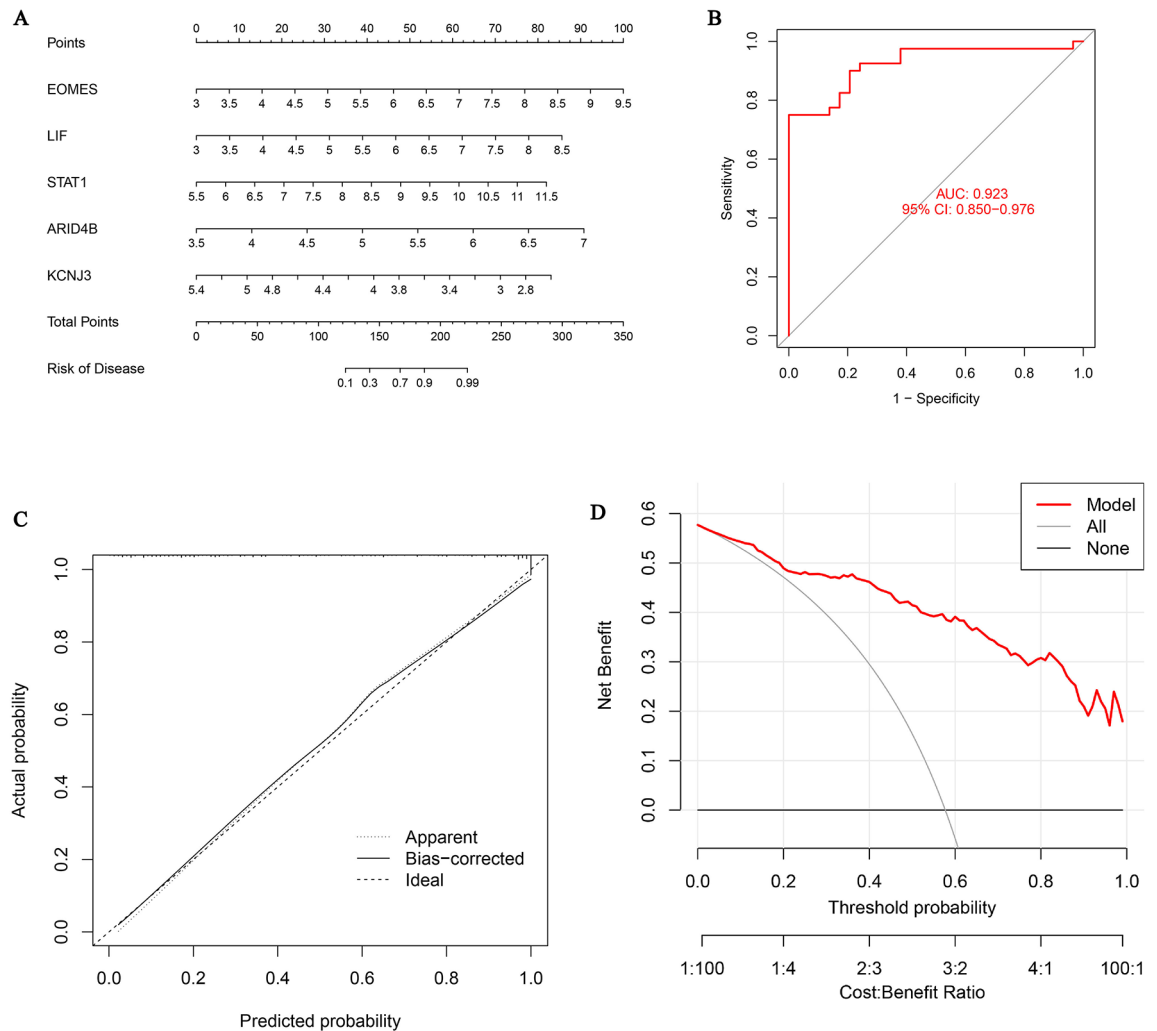 A
Points
0 10 20 30 40 50 60 70 80 90 100
EOMES
3 3.5 4 4.5 5 5.5 6 6.5 7 7.5 8 8.5 9 9.5
LIF
3 3.5 4 4.5 5 5.5 6 6.5 7 7.5 8 8.5
STAT1
5.5 6 6.5 7 7.5 8 8.5 9 9.5 10 10.5 11 11.5
ARID4B
3.5 4 4.5 5 5.5 6 6.5 7
KCNJ3
5.4 5 4.8 4.4 4 3.8 3.4 3 2.8
Total Points
0 50 100 150 200 250 300 350
Risk of Disease
0.1 0.3 0.7 0.9 0.99
B
Sensitivity
1.0
0.8
0.6
0.4
0.2
0.0
AUC: 0.923
95% CI: 0.850−0.976
0.0 0.2 0.4 0.6 0.8 1.0
1 − Specificity
C
Actual probability
1.0
0.8
0.6
0.4
0.2
0.0
Apparent
Bias−corrected
Ideal
0.0 0.2 0.4 0.6 0.8 1.0
Predicted probability
D
Net Benefit
0.6
0.5
0.4
0.3
0.2
0.1
0.0
Model
All
None
0.0 0.2 0.4 0.6 0.8 1.0
Threshold probability
1:100 1:4 2:3 3:2 4:1 100:1
Cost:Benefit Ratio